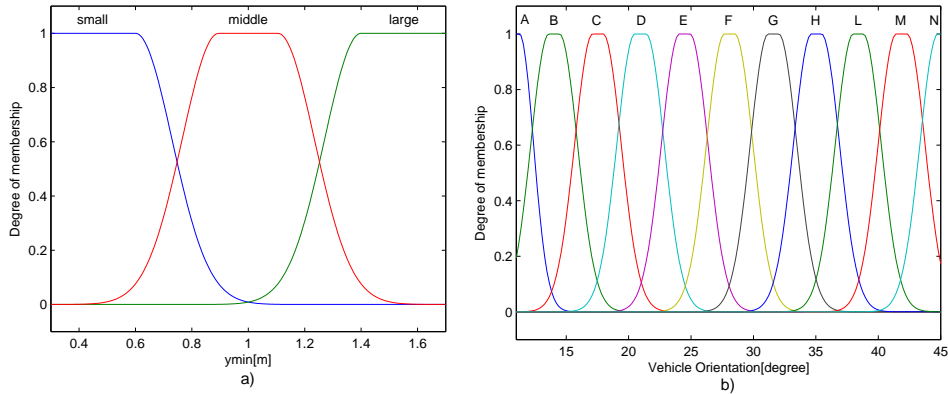 small middle large
1
0.8
0.6
0.4
0.2
0
Degree of membership
0.4 0.6 0.8 1 1.2 1.4 1.6
ymin[m]
a)
A B C D E F G H L M N
1
0.8
0.6
0.4
0.2
0
Degree of membership
15 20 25 30 35 40 45
Vehicle Orientation[degree]
b)